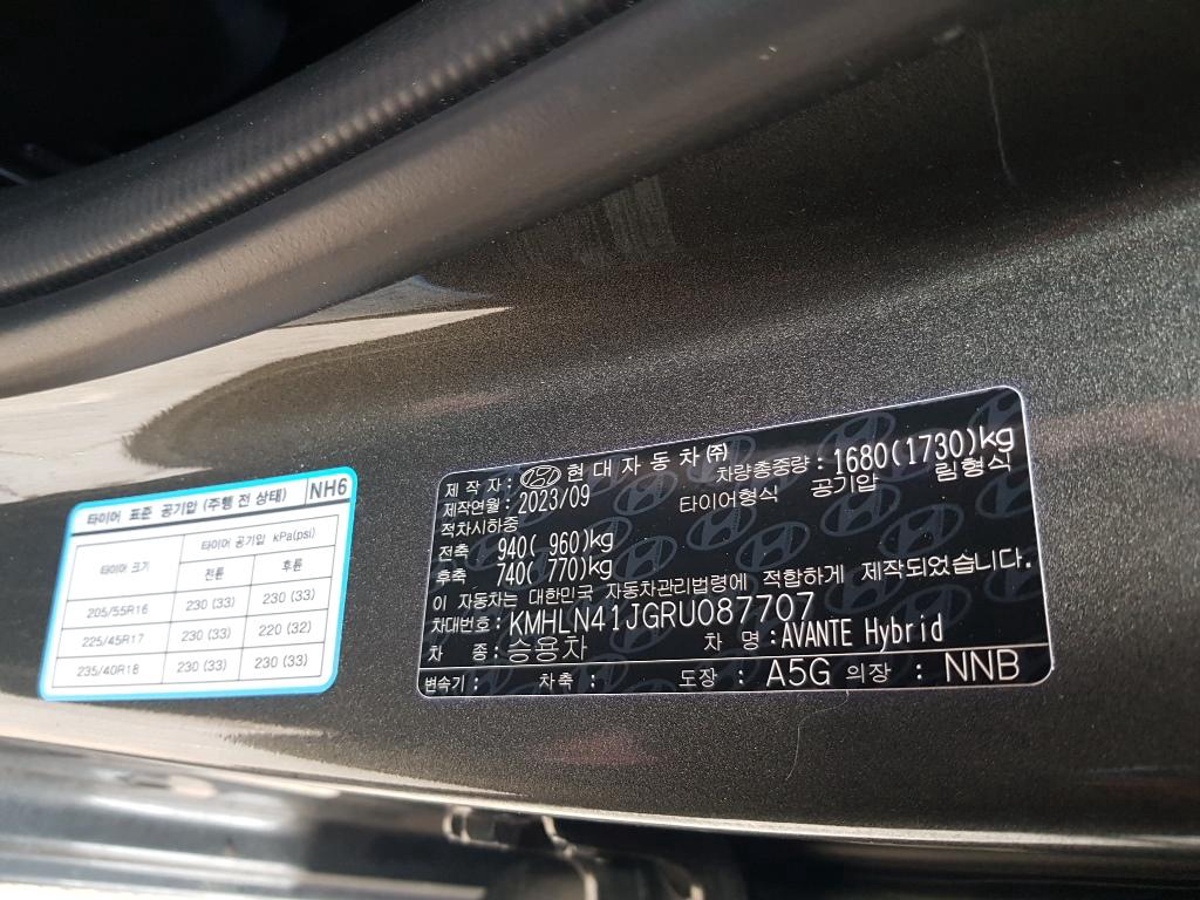 타이어 표준 공기압 (주행 전 상태) NH6
타이어 크기 타이어 공기압 kPa(psi)
전륜 후륜
205/55R16 230 (33) 230 (33)
225/45R17 230 (33) 220 (32)
235/40R18 230 (33) 230 (33)
제 작 자 : 현대자동차㈜
제작연월 : 2023/09 차량총중량 : 1680(1730)kg
적차시하중 타이어형식 공기압 림형식
전축 940( 960)kg
후축 740( 770)kg
이 자동차는 대한민국 자동차관리법령에 적합하게 제작되었습니다.
차대번호 : KMHLN41JGRU087707
차 종 : 승용차 차 명 : AVANTE Hybrid
변속기 : 차축 : 도장 : A5G 의장 : NNB